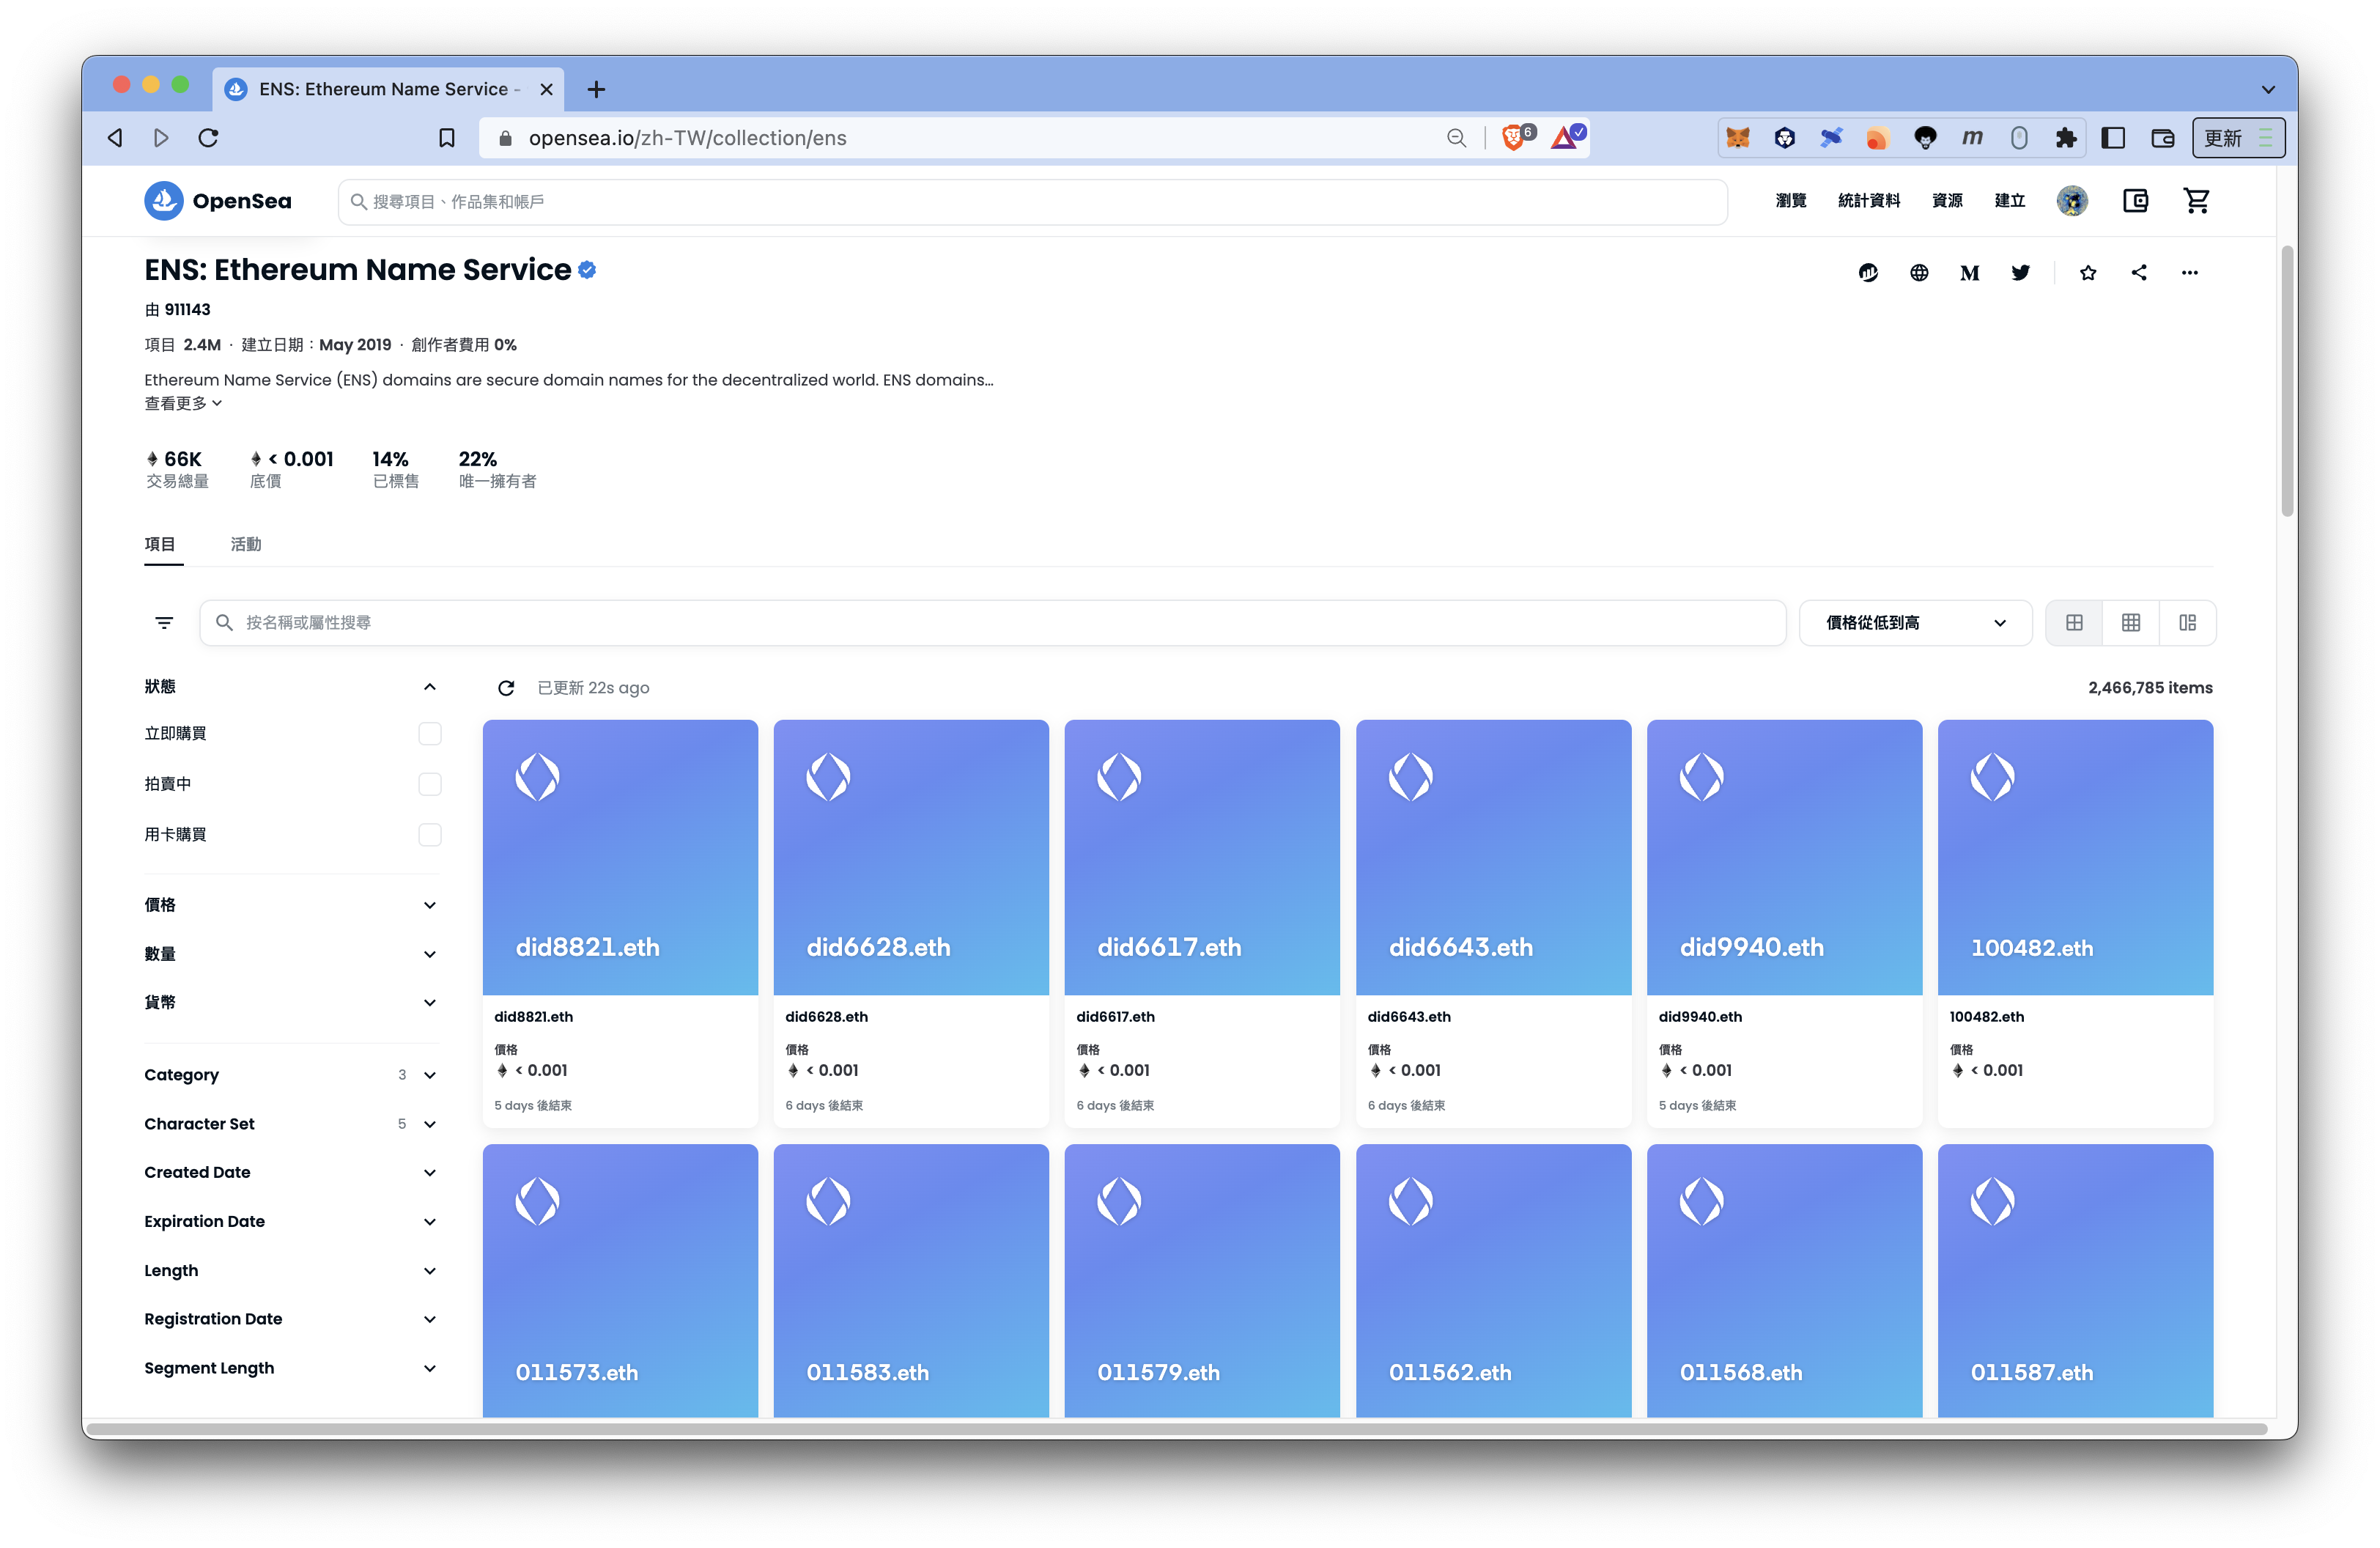 ENS: Ethereum Name Service -
opensea.io/zh-TW/collection/ens
6
m
更新
OpenSea
搜尋項目、作品集和帳戶
瀏覽
統計資料
資源
建立
ENS: Ethereum Name Service
由 911143
項目 2.4M · 建立日期：May 2019 · 創作者費用 0%
Ethereum Name Service (ENS) domains are secure domain names for the decentralized world. ENS domains...
查看更多
66K
< 0.001
14%
22%
交易總量
底價
已標售
唯一擁有者
項目
活動
按名稱或屬性搜尋
價格從低到高
狀態
立即購買
拍賣中
用卡購買
價格
數量
貨幣
Category 3
Character Set 5
Created Date
Expiration Date
Length
Registration Date
Segment Length
已更新 22s ago
2,466,785 items
did8821.eth
did8821.eth
價格
< 0.001
5 days 後結束
did6628.eth
did6628.eth
價格
< 0.001
6 days 後結束
did6617.eth
did6617.eth
價格
< 0.001
6 days 後結束
did6643.eth
did6643.eth
價格
< 0.001
6 days 後結束
did9940.eth
did9940.eth
價格
< 0.001
5 days 後結束
100482.eth
100482.eth
價格
< 0.001
011573.eth
011583.eth
011579.eth
011562.eth
011568.eth
011587.eth